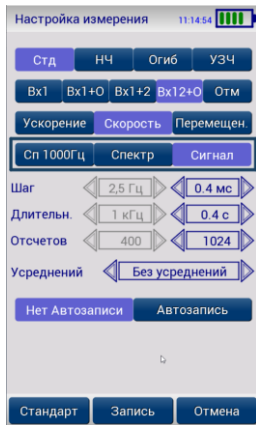 Настройка измерения 11:14:54
Стд НЧ Огиб УЗЧ
Вх1 Вх1+О Вх1+2 Вх12+О Отм
Ускорение Скорость Перемещен.
Сп 1000Гц Спектр Сигнал
Шаг 2,5 Гц 0.4 мс
Длительн. 1 кГц 0.4 с
Отсчетов 400 1024
Усреднений Без усреднений
Нет Автозаписи Автозапись
Стандарт Запись Отмена